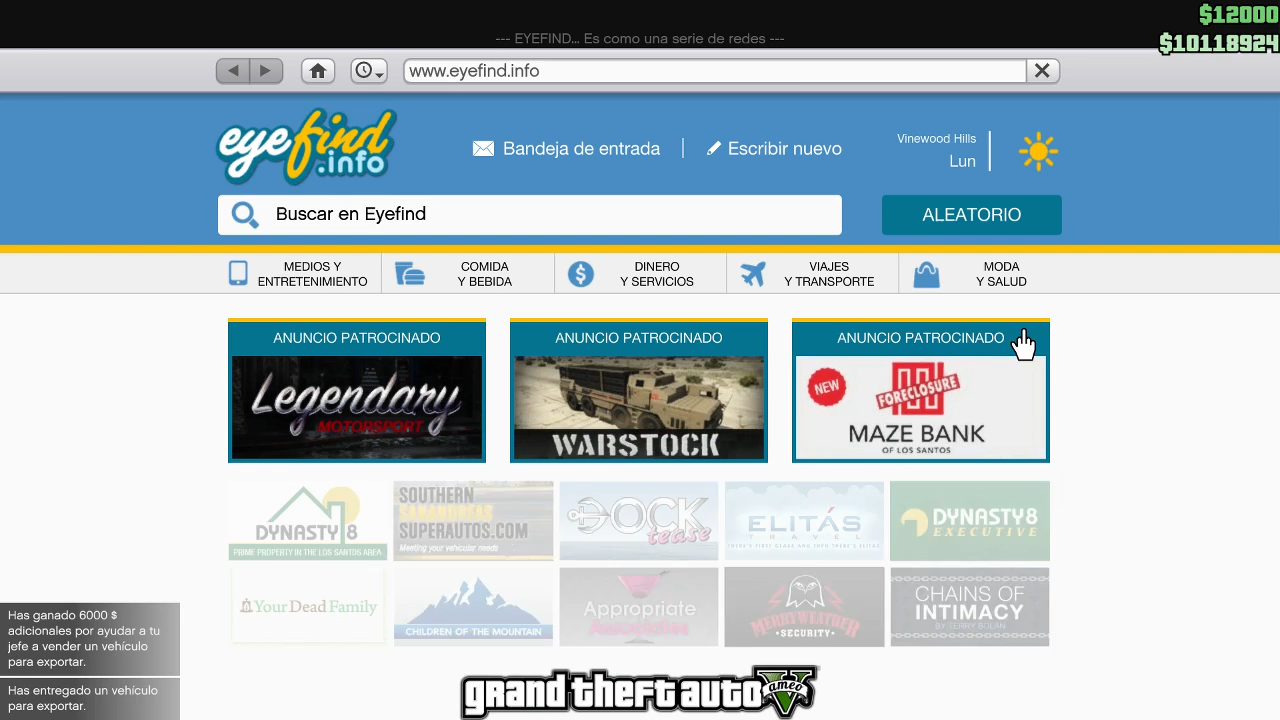 $12000
--- EYEFIND... Es como una serie de redes ---
$10118924
www.eyefind.info
eyefind
.info
Bandeja de entrada
Escribir nuevo
Vinewood Hills
Lun
Buscar en Eyefind
ALEATORIO
MEDIOS Y
ENTRETENIMIENTO
COMIDA
Y BEBIDA
DINERO
Y SERVICIOS
VIAJES
Y TRANSPORTE
MODA
Y SALUD
ANUNCIO PATROCINADO
ANUNCIO PATROCINADO
ANUNCIO PATROCINADO
Legendary
MOTORSPORT
WARSTOCK
NEW
FORECLOSURE
MAZE BANK
OF LOS SANTOS
DYNASTY 8
PRIME PROPERTY IN THE LOS SANTOS AREA
SOUTHERN
SANANDREAS
SUPERAUTOS.COM
Meeting your vehicular needs
DOCK
tease
ELITÁS
TRAVEL
DYNASTY 8
EXECUTIVE
Your Dead Family
CHILDREN OF THE MOUNTAIN
Appropriate
MERRYWEATHER
SECURITY
CHAINS OF
INTIMACY
BY TERRY BOLAN
Has ganado 6000 $
adicionales por ayudar a tu
jefe a vender un vehículo
para exportar.
Has entregado un vehículo
para exportar.
grand theft auto
V
ameo